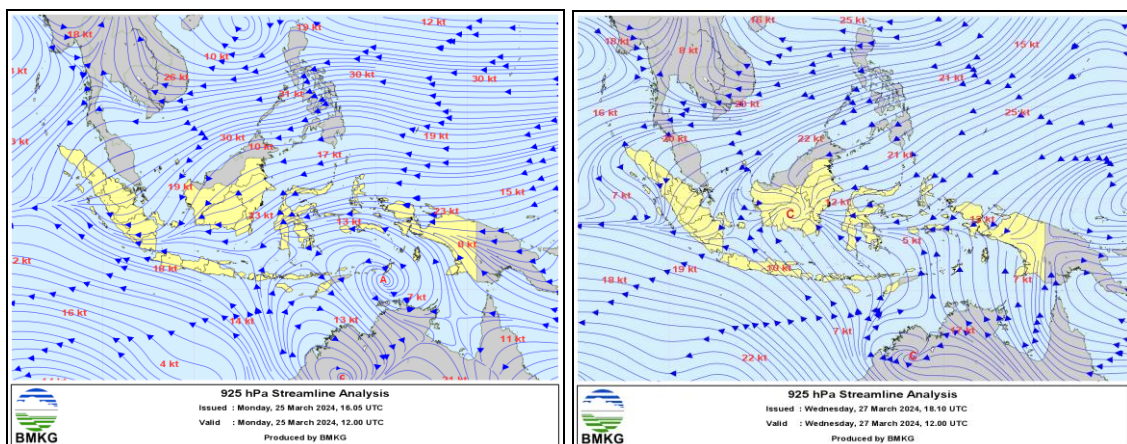 18 kt
19 kt
12 kt
10 kt
26 kt
30 kt
30 kt
21 kt
30 kt
19 kt
10 kt
17 kt
19 kt
15 kt
23 kt
13 kt
23 kt
8 kt
18 kt
A
7 kt
16 kt
14 kt
13 kt
11 kt
4 kt
925 hPa Streamline Analysis
Issued : Monday, 25 March 2024, 16.05 UTC
Valid : Monday, 25 March 2024, 12.00 UTC
Produced by BMKG
BMKG
16 kt
25 kt
18 kt
8 kt
15 kt
21 kt
16 kt
20 kt
25 kt
22 kt
20 kt
21 kt
7 kt
12 kt
C
13 kt
5 kt
19 kt
10 kt
18 kt
7 kt
7 kt
17 kt
22 kt
C
925 hPa Streamline Analysis
Issued : Wednesday, 27 March 2024, 18.10 UTC
Valid : Wednesday, 27 March 2024, 12.00 UTC
Produced by BMKG
BMKG